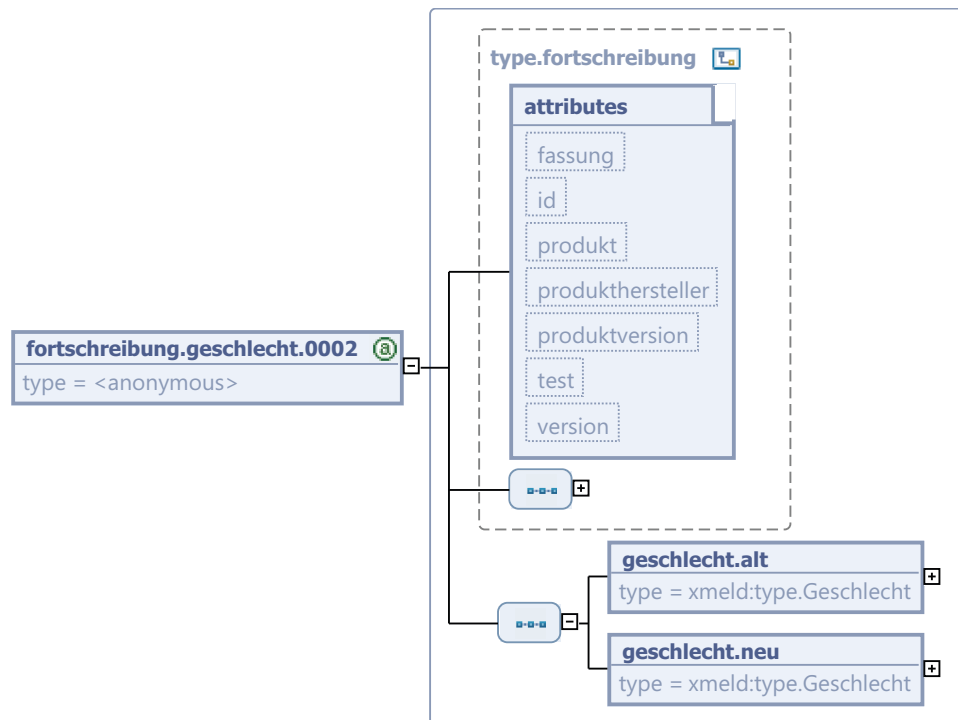 type.fortschreibung
attributes
fassung
id
produkt
produkthersteller
produktversion
test
version
fortschreibung.geschlecht.0002 @
type = <anonymous>
geschlecht.alt
type = xmeld:type.Geschlecht
geschlecht.neu
type = xmeld:type.Geschlecht